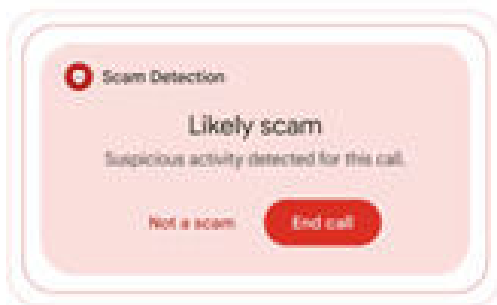 Scam Detection
Likely scam
Suspicious activity detected for this call.
Not a scam
End call